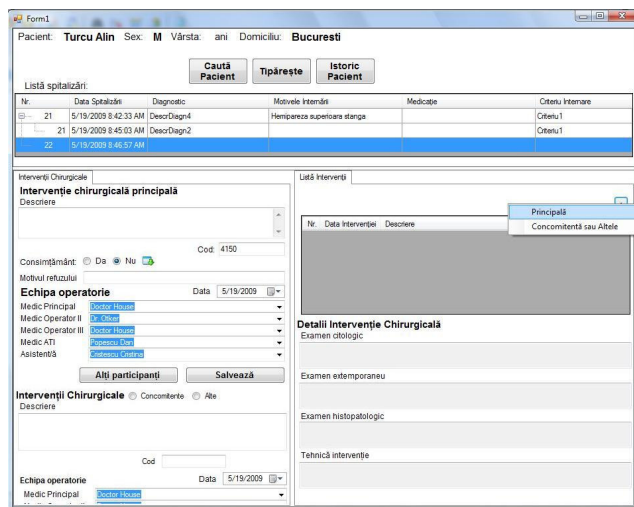 Form1
Pacient: Turcu Alin Sex: M Vârsta: ani Domiciliu: Bucuresti
Caută Pacient
Tipărește
Istoric Pacient
Listă spitalizări:
Nr. Data Spitalizării Diagnostic Motivele Internării Medicație Criteriu Internare
21 5/19/2009 8:42:33 AM DescrDiagn4 Hemipareza superioara stanga Criteriu1
21 5/19/2009 8:45:03 AM DescrDiagn2 Criteriu1
22 5/19/2009 8:46:57 AM
Intervenții Chirurgicale
Intervenție chirurgicală principală
Descriere
Cod: 4150
Consimțământ: Da Nu
Motivul refuzului
Echipa operatorie Data 5/19/2009
Medic Principal Doctor House
Medic Operator II Dr. Otker
Medic Operator III Doctor House
Medic ATI Popescu Dan
Asistent/ă Cristescu Cristina
Alți participanți Salvează
Intervenții Chirurgicale Concomitente Alte
Descriere
Cod
Echipa operatorie Data 5/19/2009
Medic Principal Doctor House
Listă Intervenții
Principală
Concomitentă sau Altele
Nr. Data Intervenției Descriere
Detalii Intervenție Chirurgicală
Examen citologic
Examen extemporaneu
Examen histopatologic
Tehnică intervenție